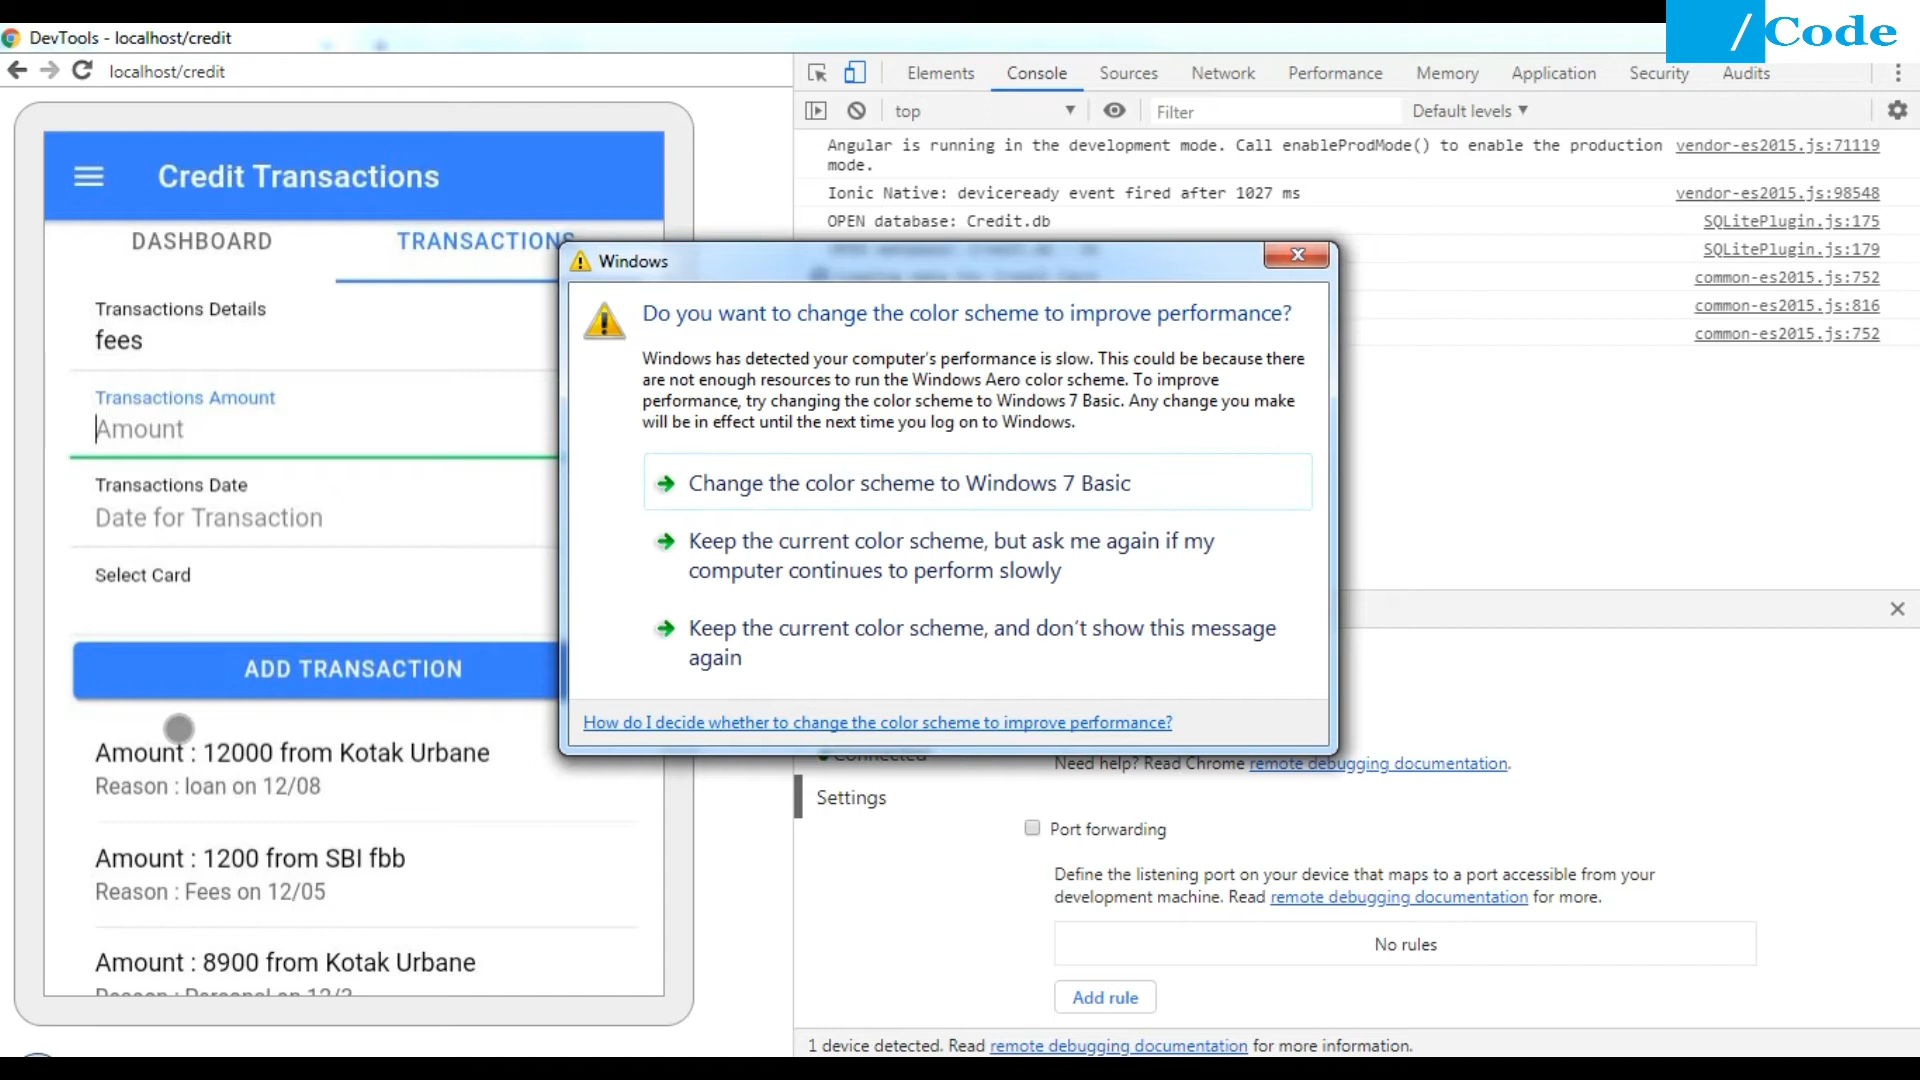 /Code
DevTools - localhost/credit
localhost/credit
Credit Transactions
DASHBOARD
TRANSACTIONS
Transactions Details
fees
Transactions Amount
Amount
Transactions Date
Date for Transaction
Select Card
ADD TRANSACTION
Amount : 12000 from Kotak Urbane
Reason : loan on 12/08
Amount : 1200 from SBI fbb
Reason : Fees on 12/05
Amount : 8900 from Kotak Urbane
Elements Console Sources Network Performance Memory Application Security Audits
top Filter Default levels
Angular is running in the development mode. Call enableProdMode() to enable the production vendor-es2015.js:71119
mode.
Ionic Native: deviceready event fired after 1027 ms vendor-es2015.js:98548
OPEN database: Credit.db SQLitePlugin.js:175
SQLitePlugin.js:179
common-es2015.js:752
common-es2015.js:816
common-es2015.js:752
Windows
Do you want to change the color scheme to improve performance?
Windows has detected your computer's performance is slow. This could be because there
are not enough resources to run the Windows Aero color scheme. To improve
performance, try changing the color scheme to Windows 7 Basic. Any change you make
will be in effect until the next time you log on to Windows.
Change the color scheme to Windows 7 Basic
Keep the current color scheme, but ask me again if my
computer continues to perform slowly
Keep the current color scheme, and don't show this message
again
How do I decide whether to change the color scheme to improve performance?
Need help? Read Chrome remote debugging documentation.
Settings
Port forwarding
Define the listening port on your device that maps to a port accessible from your
development machine. Read remote debugging documentation for more.
No rules
Add rule
1 device detected. Read remote debugging documentation for more information.